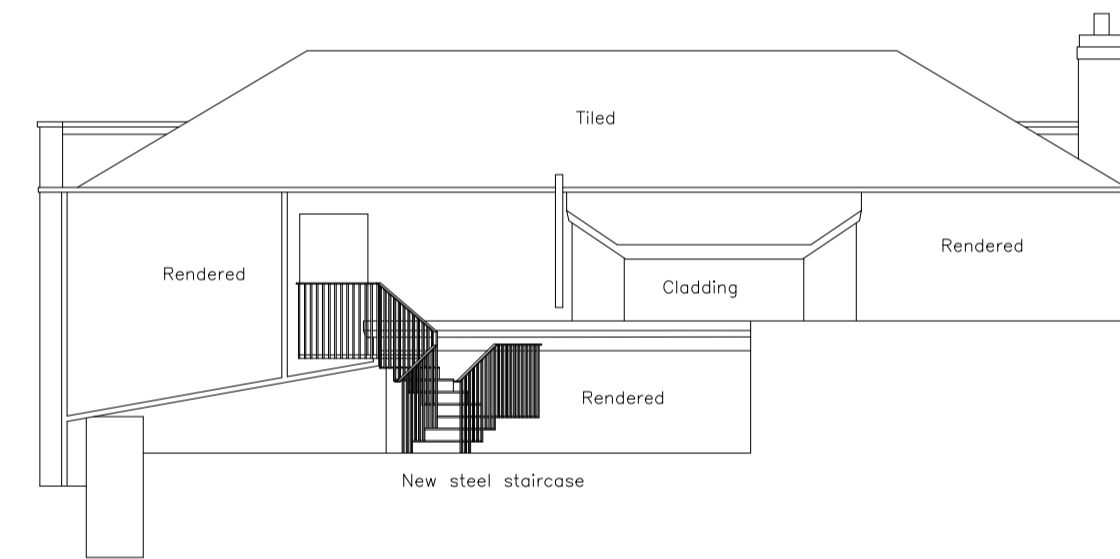 Tiled
Rendered
Rendered
Cladding
Rendered
New steel staircase